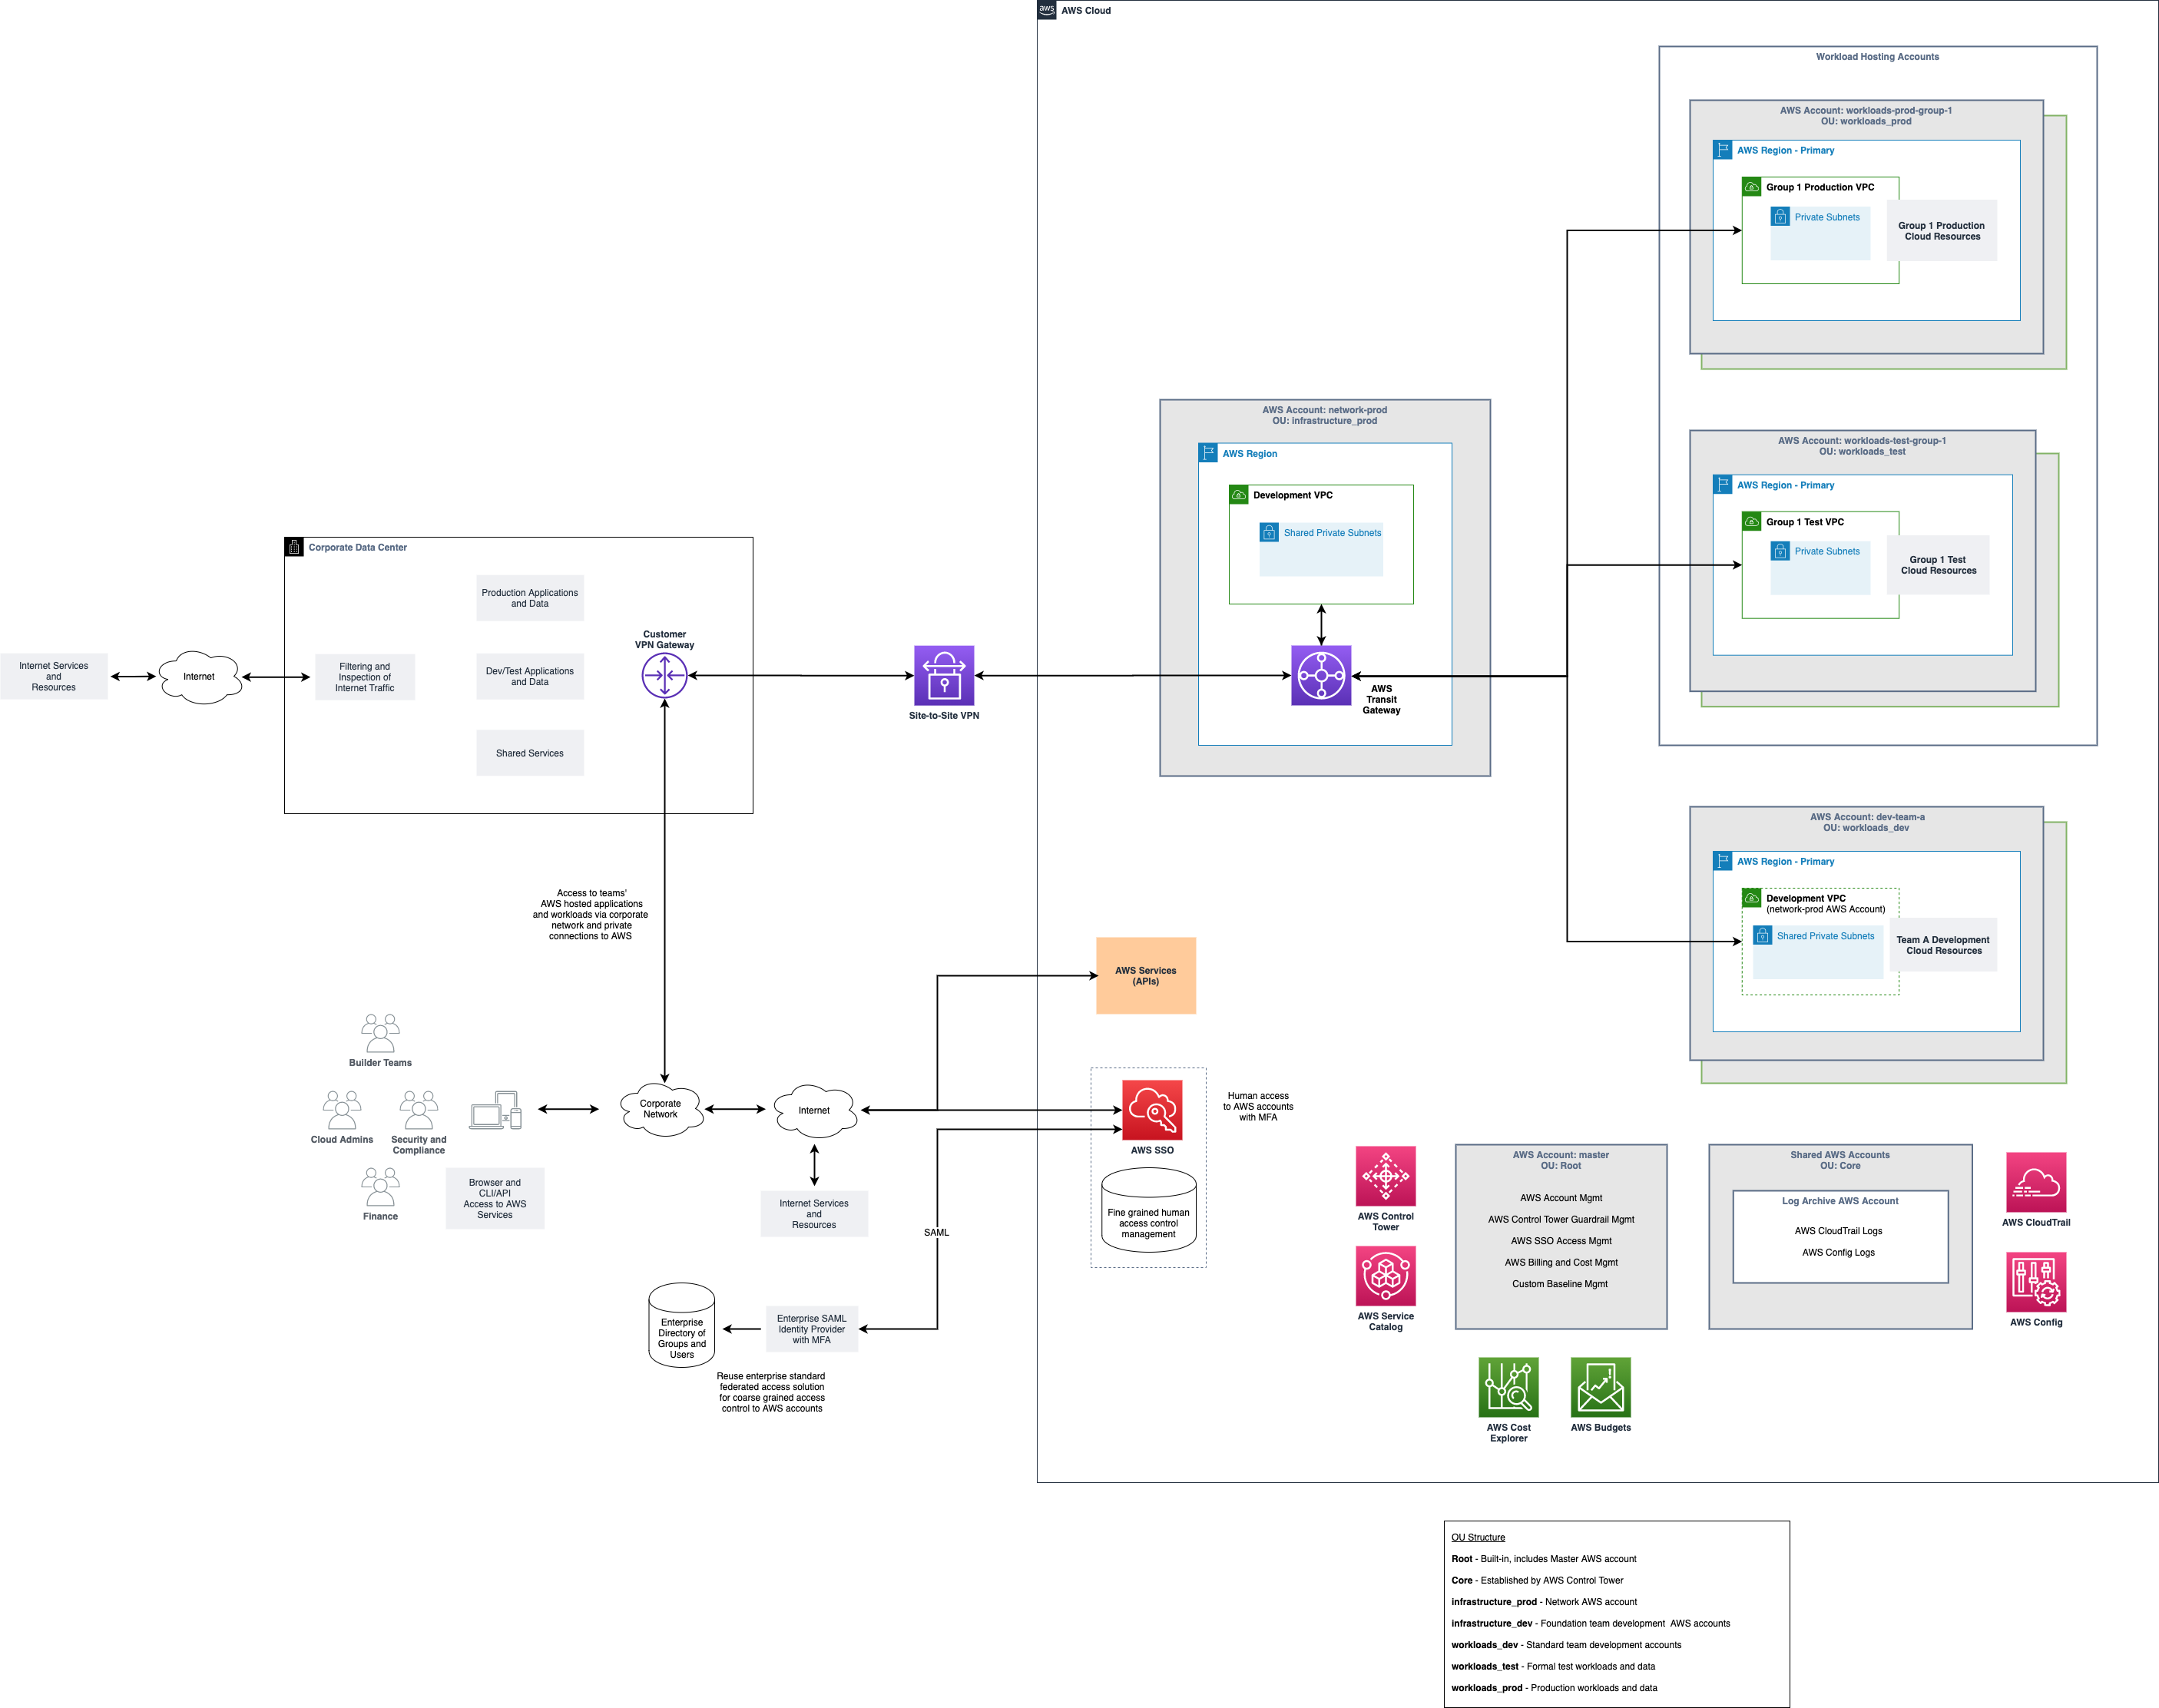 aws
AWS Cloud
Workload Hosting Accounts
AWS Account: workloads-prod-group-1
OU: workloads_prod
AWS Region - Primary
Group 1 Production VPC
Private Subnets
Group 1 Production
Cloud Resources
AWS Account: network-prod
OU: infrastructure_prod
AWS Region
Development VPC
Shared Private Subnets
AWS
Transit
Gateway
AWS Account: workloads-test-group-1
OU: workloads_test
AWS Region - Primary
Group 1 Test VPC
Private Subnets
Group 1 Test
Cloud Resources
Corporate Data Center
Production Applications
and Data
Customer
VPN Gateway
Internet Services
and
Resources
Internet
Filtering and
Inspection of
Internet Traffic
Dev/Test Applications
and Data
Shared Services
Site-to-Site VPN
AWS Account: dev-team-a
OU: workloads_dev
AWS Region - Primary
Development VPC
(network-prod AWS Account)
Shared Private Subnets
Team A Development
Cloud Resources
Access to teams'
AWS hosted applications
and workloads via corporate
network and private
connections to AWS
AWS Services
(APIs)
Builder Teams
Cloud Admins
Security and
Compliance
Finance
Browser and
CLI/API
Access to AWS
Services
Corporate
Network
Internet
Internet Services
and
Resources
AWS SSO
Human access
to AWS accounts
with MFA
Fine grained human
access control
management
SAML
Enterprise
Directory of
Groups and
Users
Enterprise SAML
Identity Provider
with MFA
Reuse enterprise standard
federated access solution
for coarse grained access
control to AWS accounts
AWS Control
Tower
AWS Service
Catalog
AWS Account: master
OU: Root
AWS Account Mgmt
AWS Control Tower Guardrail Mgmt
AWS SSO Access Mgmt
AWS Billing and Cost Mgmt
Custom Baseline Mgmt
Shared AWS Accounts
OU: Core
Log Archive AWS Account
AWS CloudTrail Logs
AWS Config Logs
AWS CloudTrail
AWS Config
AWS Cost
Explorer
AWS Budgets
OU Structure
Root - Built-in, includes Master AWS account
Core - Established by AWS Control Tower
infrastructure_prod - Network AWS account
infrastructure_dev - Foundation team development AWS accounts
workloads_dev - Standard team development accounts
workloads_test - Formal test workloads and data
workloads_prod - Production workloads and data